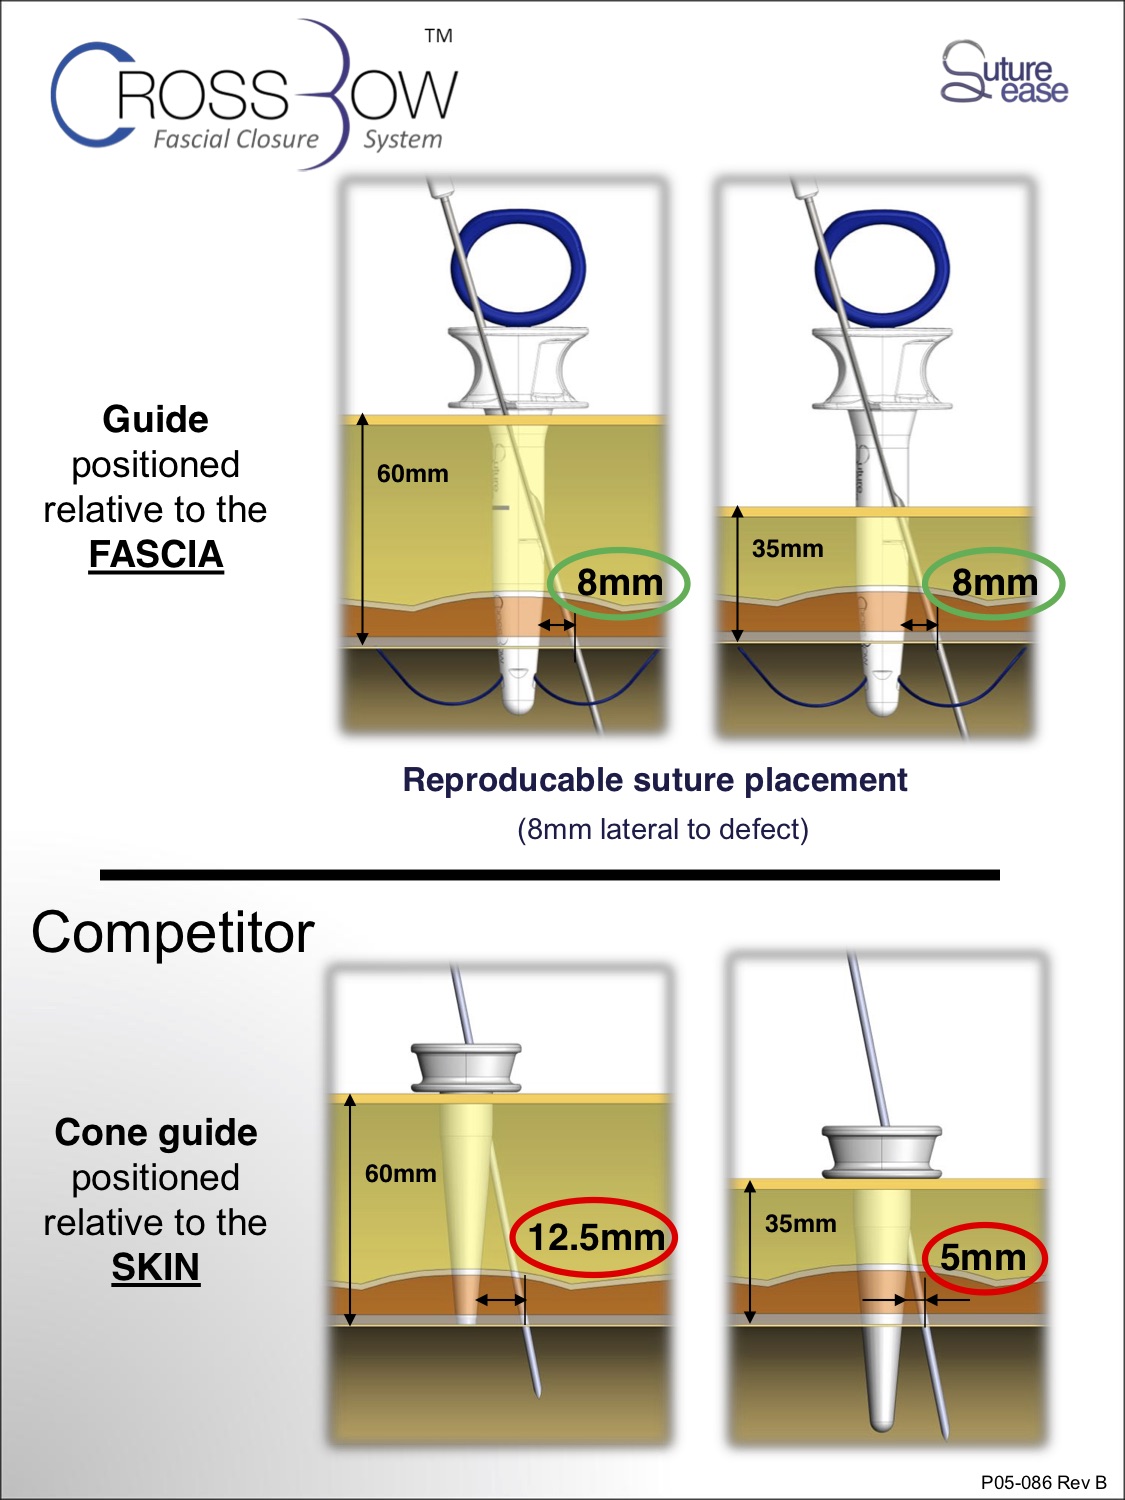 CROSSBOW™
Fascial Closure System
Suture
ease
Guide
positioned
relative to the
FASCIA
60mm
8mm
Suture
35mm
8mm
Suture
Reproducable suture placement
(8mm lateral to defect)
Competitor
Cone guide
positioned
relative to the
SKIN
60mm
12.5mm
35mm
5mm
P05-086 Rev B